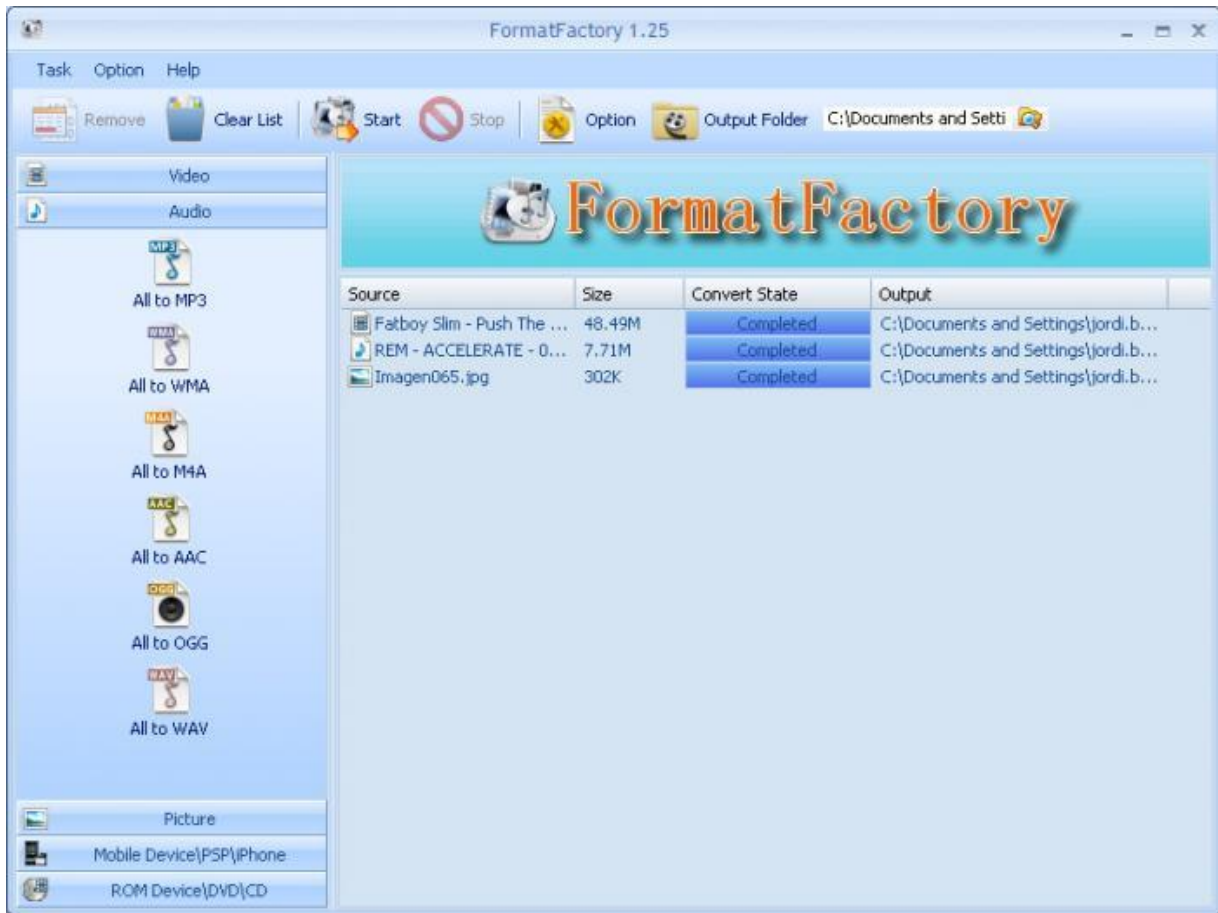 FormatFactory 1.25
Task Option Help
Remove Clear List Start Stop Option Output Folder C:\Documents and Setti
Video
Audio
MP3
All to MP3
WMA
All to WMA
M4A
All to M4A
AAC
All to AAC
OGG
All to OGG
WAV
All to WAV
Picture
Mobile Device\PSP\iPhone
ROM Device\DVD\CD
FormatFactory
Source Size Convert State Output
Fatboy Slim - Push The ... 48.49M Completed C:\Documents and Settings\jordi.b...
REM - ACCELERATE - 0... 7.71M Completed C:\Documents and Settings\jordi.b...
Imagen065.jpg 302K Completed C:\Documents and Settings\jordi.b...